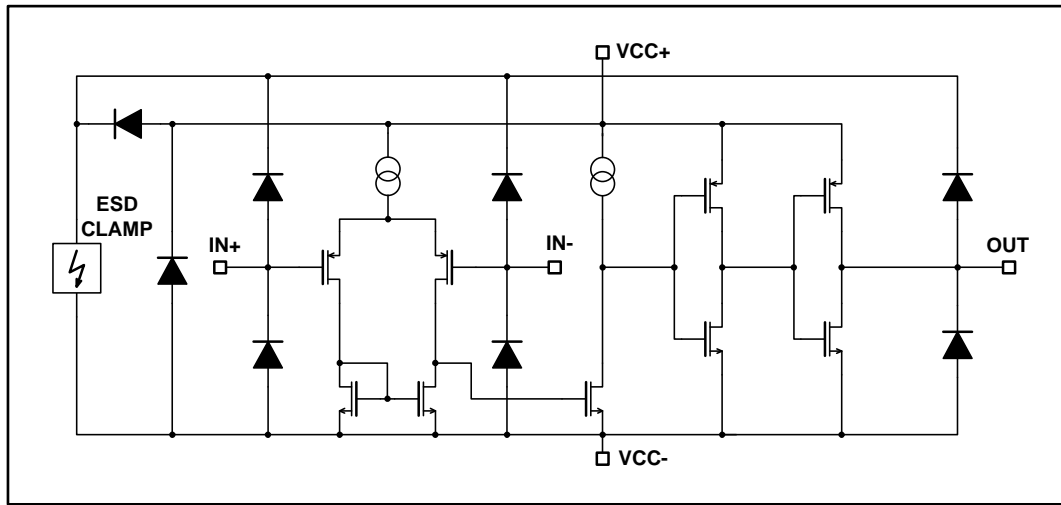 VCC+
ESD
CLAMP
IN+
IN-
OUT
VCC-